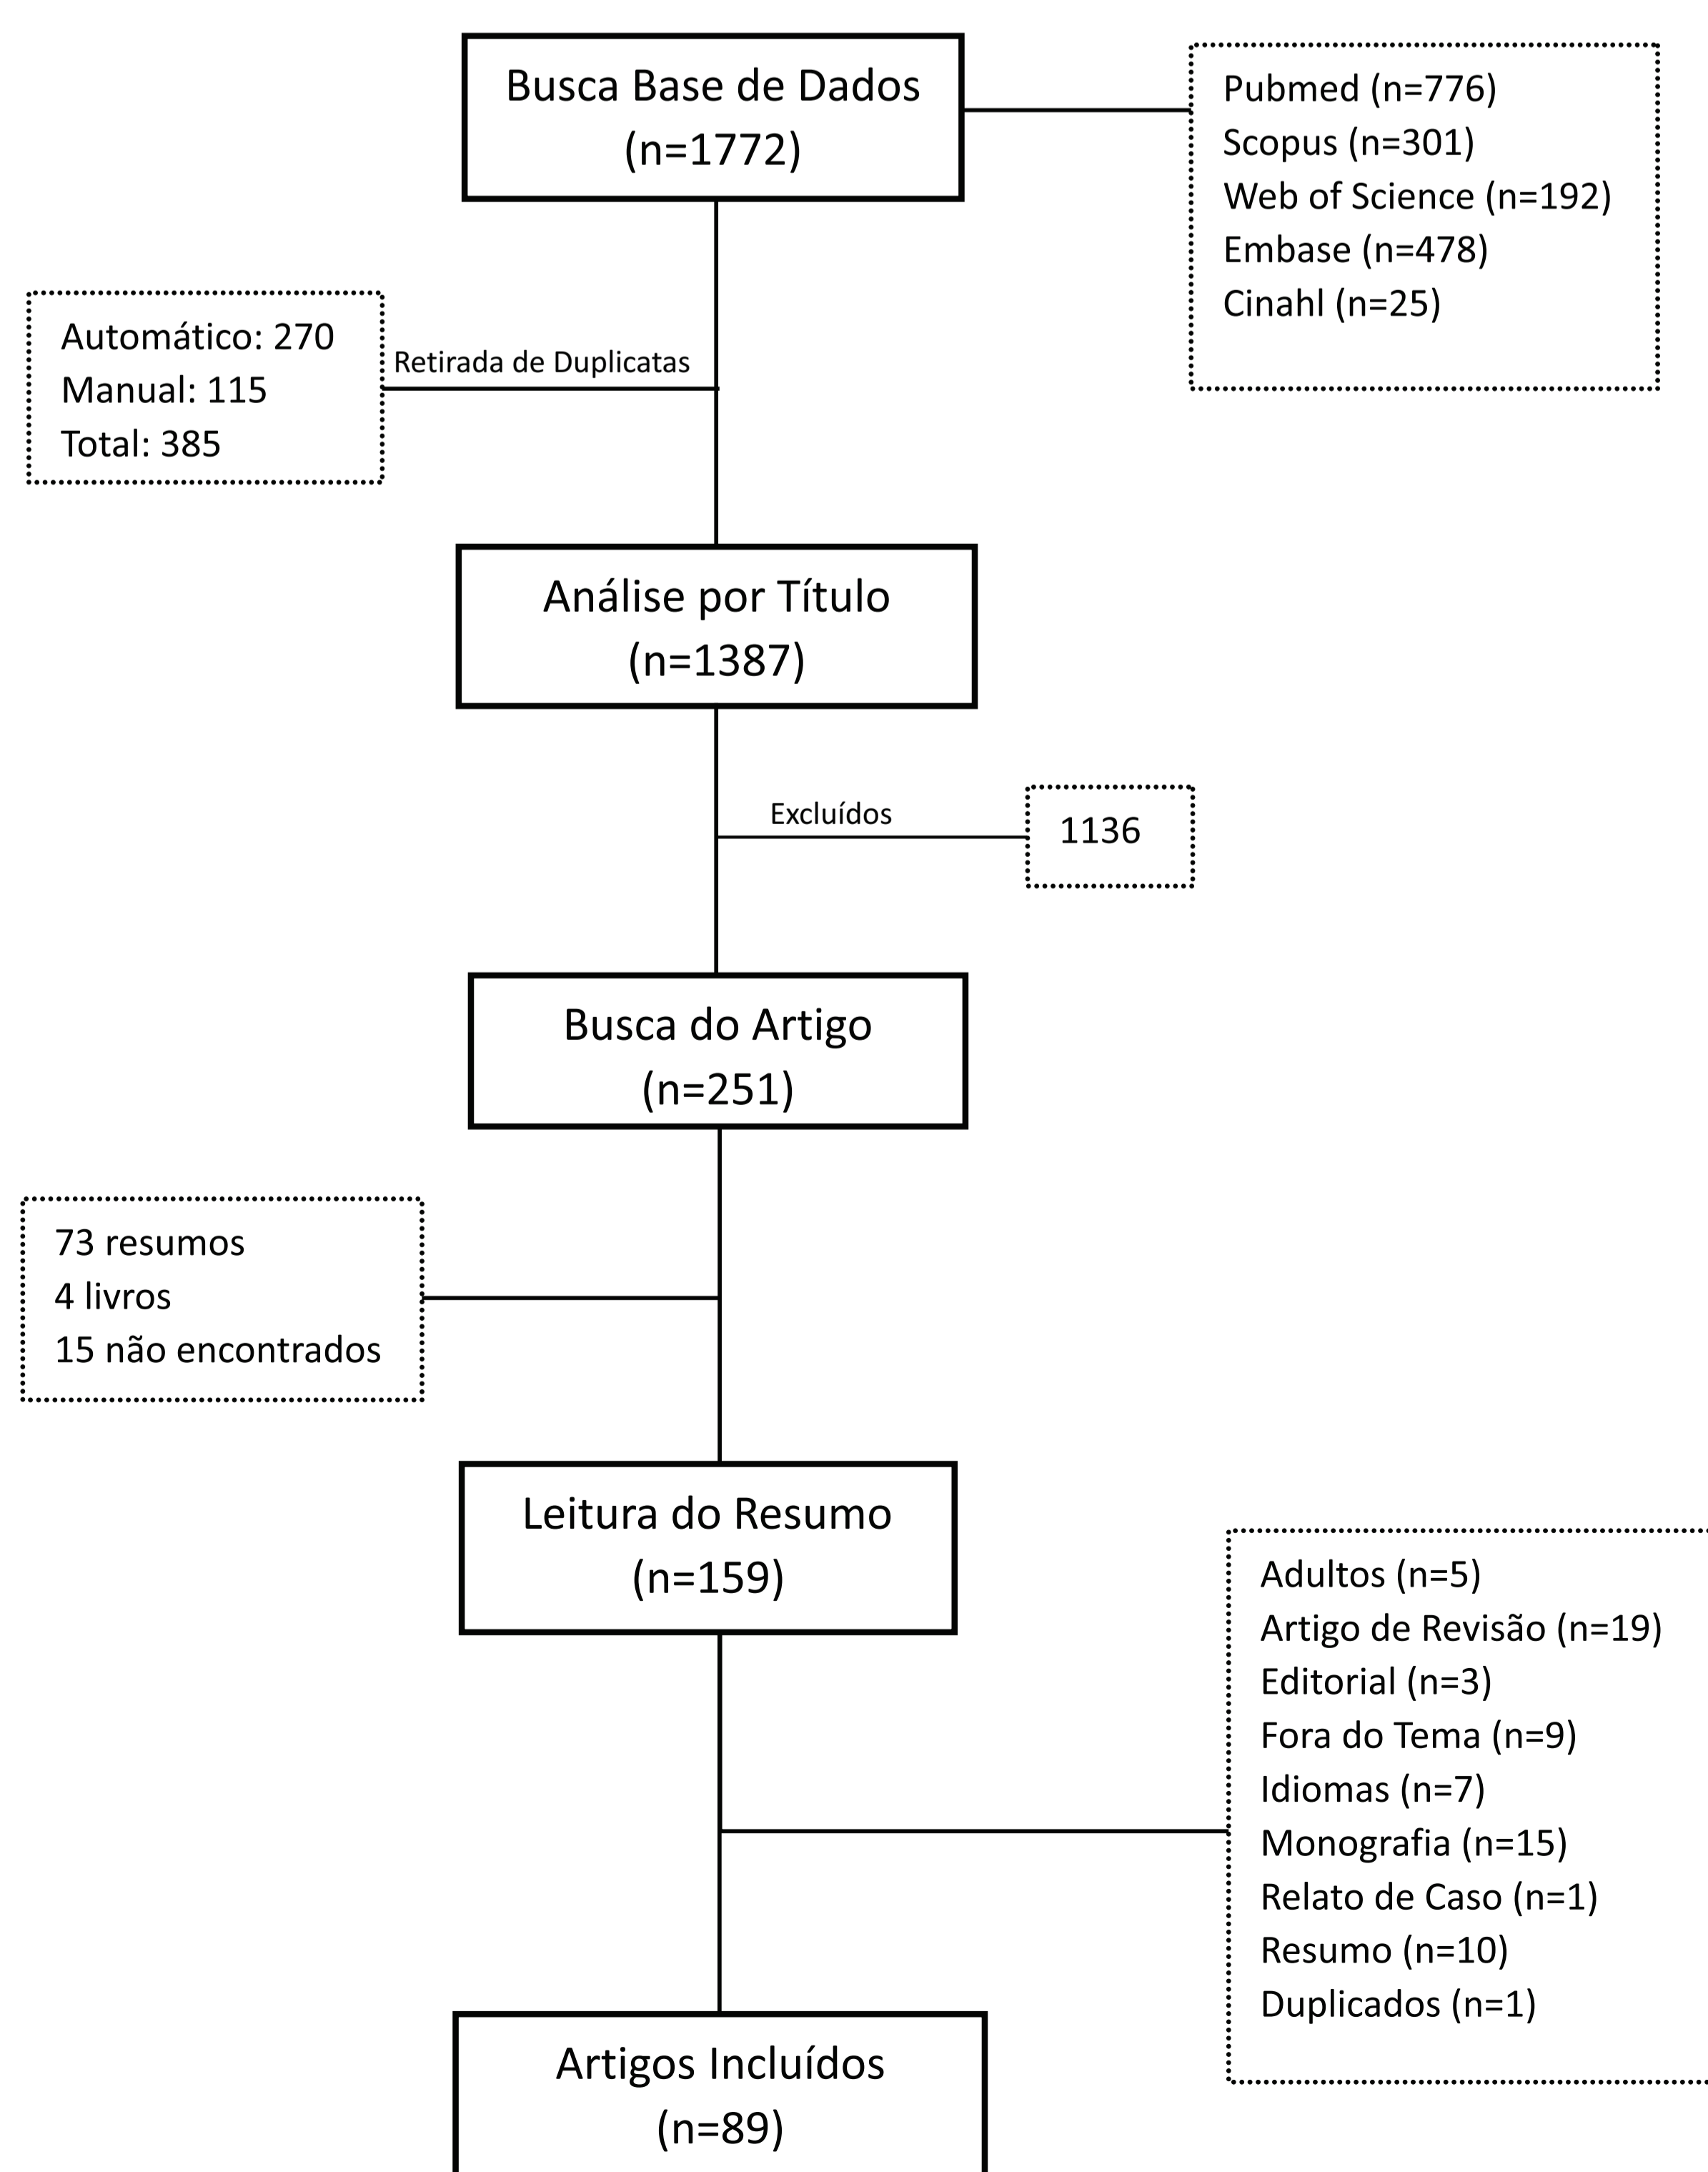 Busca Base de Dados
(n=1772)
Pubmed (n=776)
Scopus (n=301)
Web of Science (n=192)
Embase (n=478)
Cinahl (n=25)
Automático: 270
Manual: 115
Total: 385
Retirada de Duplicatas
Análise por Título
(n=1387)
Excluídos
1136
Busca do Artigo
(n=251)
73 resumos
4 livros
15 não encontrados
Leitura do Resumo
(n=159)
Adultos (n=5)
Artigo de Revisão (n=19)
Editorial (n=3)
Fora do Tema (n=9)
Idiomas (n=7)
Monografia (n=15)
Relato de Caso (n=1)
Resumo (n=10)
Duplicados (n=1)
Artigos Incluídos
(n=89)